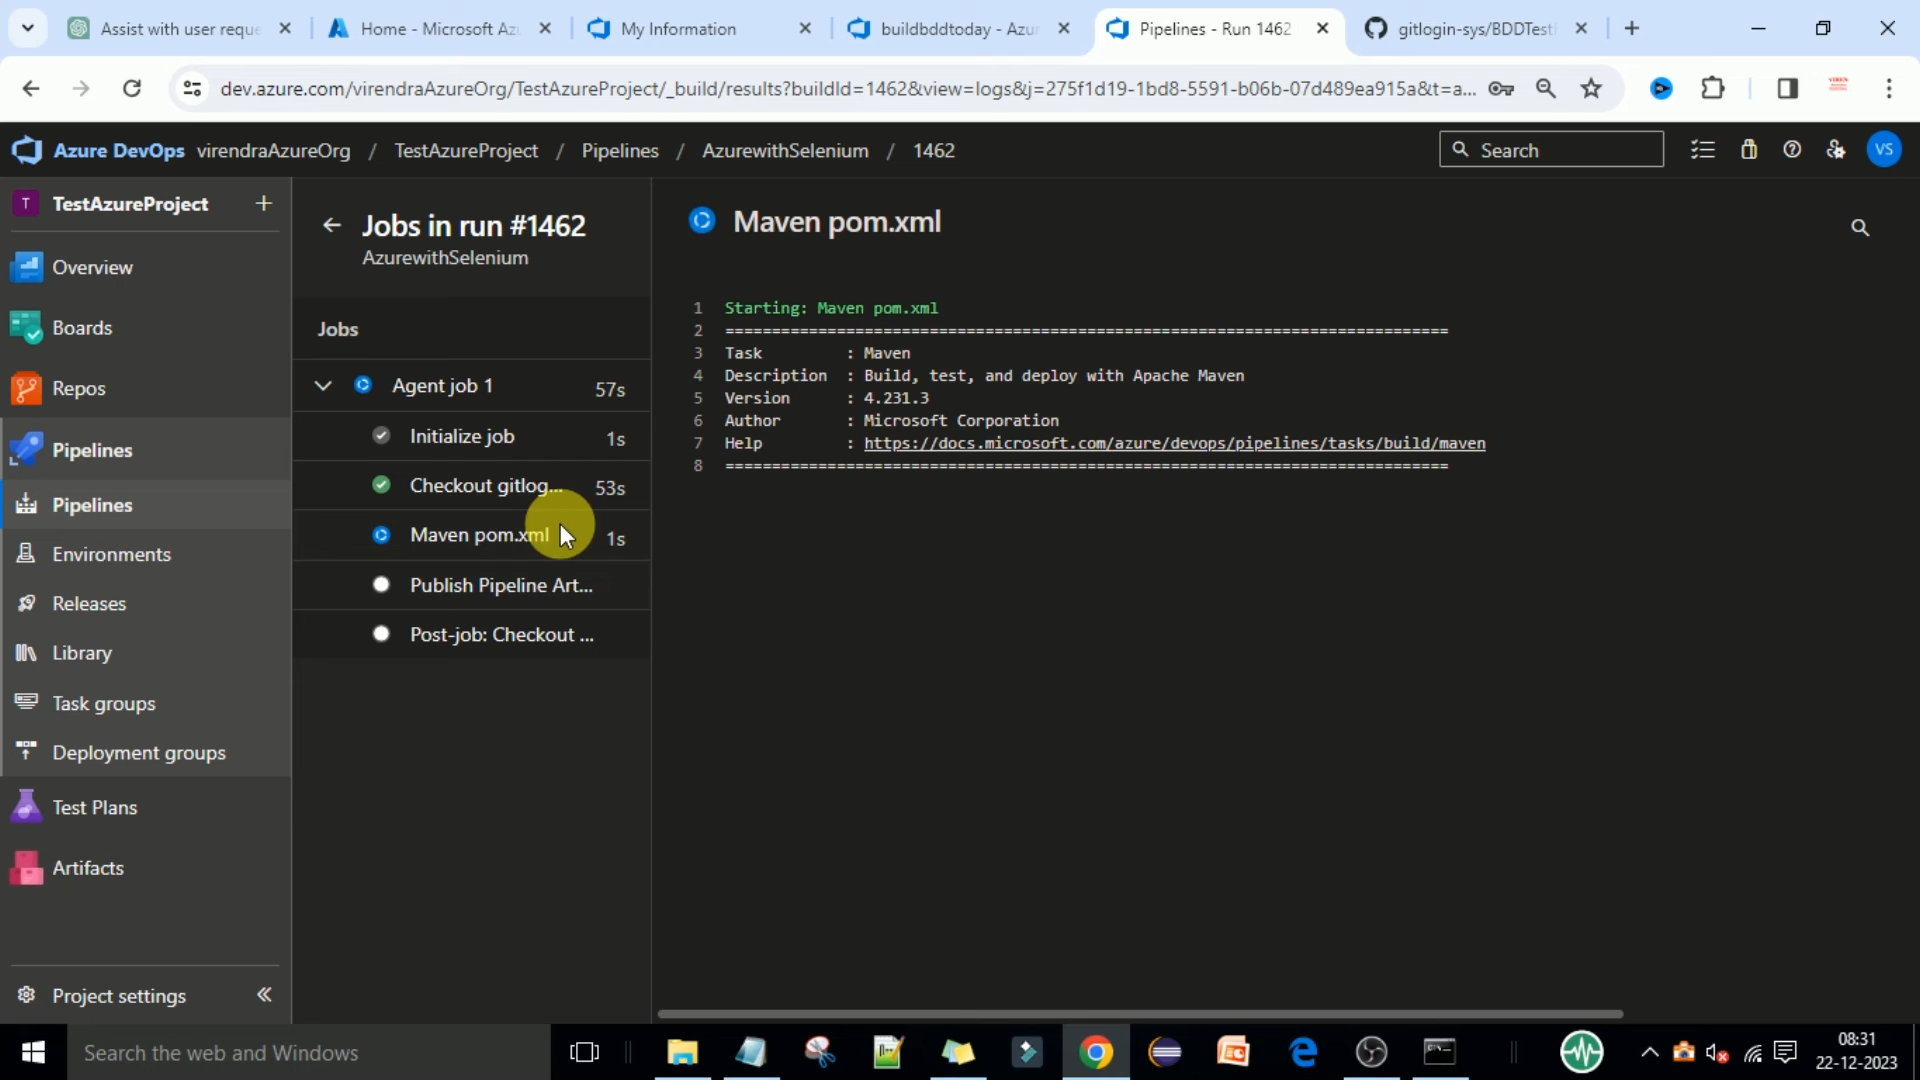 Assist with user reque
Home - Microsoft Az
My Information
buildbddtoday - Azur
Pipelines - Run 1462
gitlogin-sys/BDDTestF
dev.azure.com/virendraAzureOrg/TestAzureProject/_build/results?buildId=1462&view=logs&j=275f1d19-1bd8-5591-b06b-07d489ea915a&t=a...
Azure DevOps virendraAzureOrg / TestAzureProject / Pipelines / AzurewithSelenium / 1462
Search
VS
T TestAzureProject +
Overview
Boards
Repos
Pipelines
Pipelines
Environments
Releases
Library
Task groups
Deployment groups
Test Plans
Artifacts
Project settings
Jobs in run #1462
AzurewithSelenium
Jobs
Agent job 1 57s
Initialize job 1s
Checkout gitlog... 53s
Maven pom.xml 1s
Publish Pipeline Art...
Post-job: Checkout ...
Maven pom.xml
1 Starting: Maven pom.xml
2 ==============================================================================
3 Task : Maven
4 Description : Build, test, and deploy with Apache Maven
5 Version : 4.231.3
6 Author : Microsoft Corporation
7 Help : https://docs.microsoft.com/azure/devops/pipelines/tasks/build/maven
8 ==============================================================================
Search the web and Windows
08:31
22-12-2023